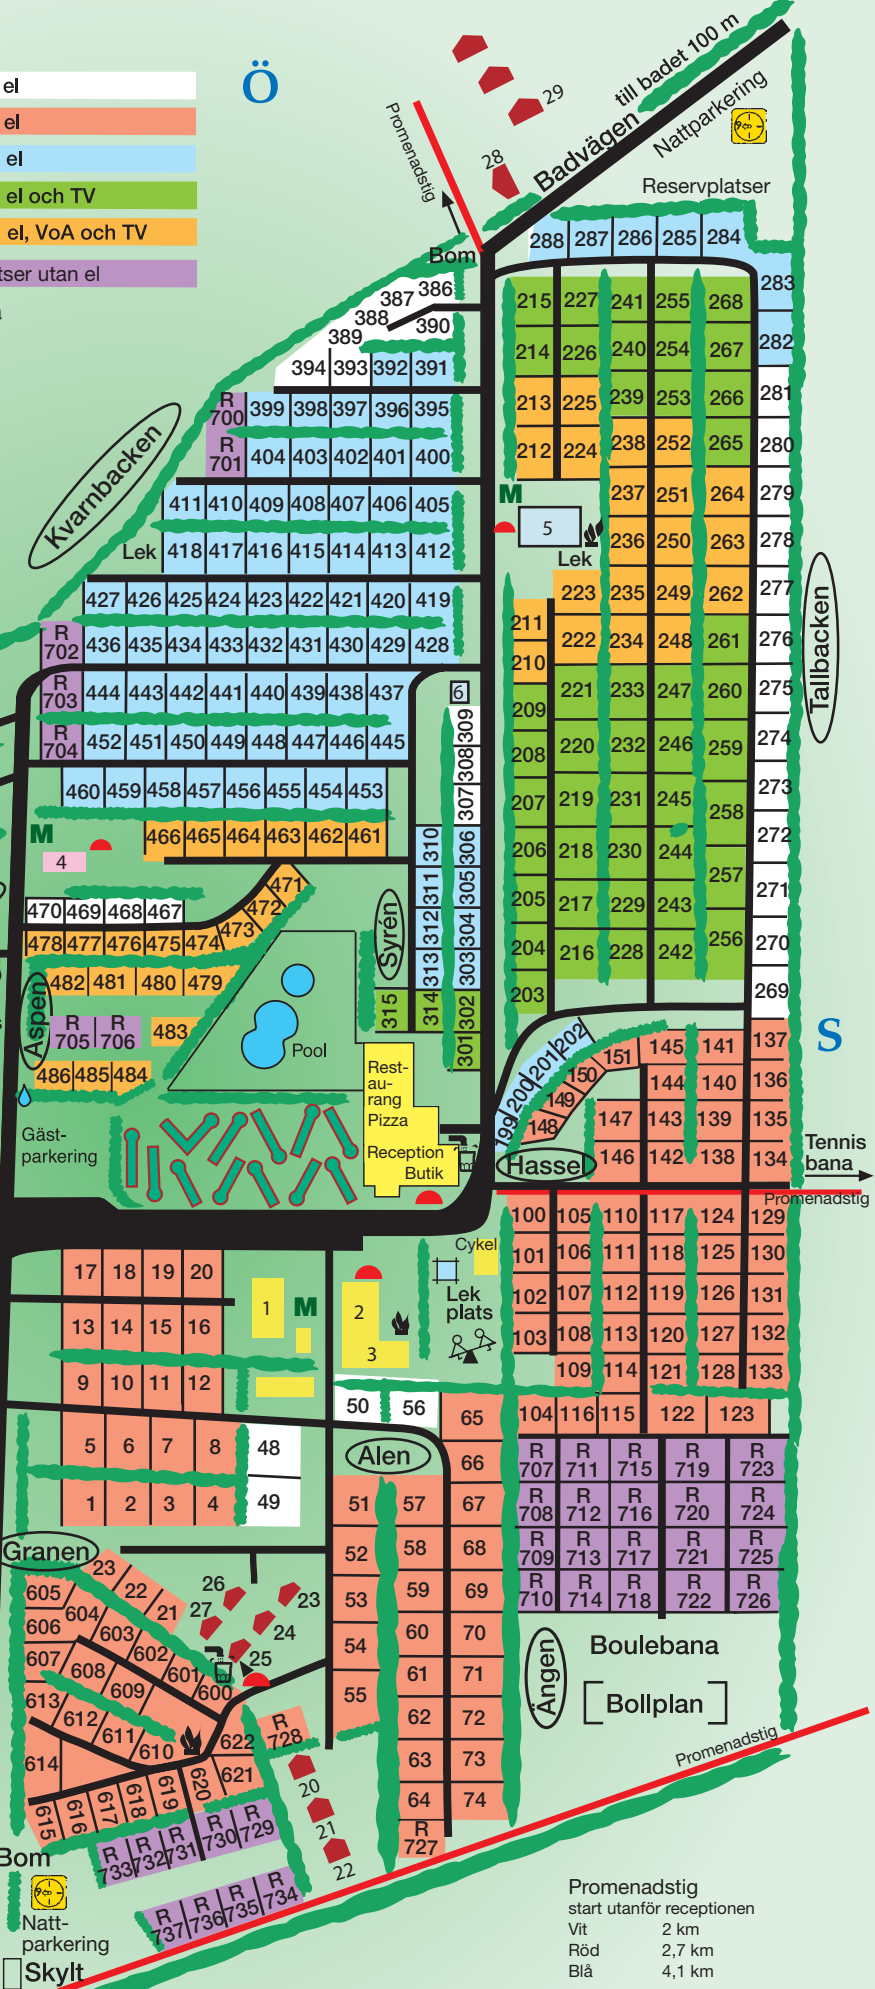 Ö
el
el
el
el och TV
el, VoA och TV
tser utan el
till badet 100 m
Badvägen
Nattparkering
Promenadstig
29
28
Reservplatser
Bom
288 287 286 285 284
283
282
281
280
279
278
277
276
275
274
273
272
271
270
269
Tallbacken
386
387
388
389
390
394 393 392 391
R 700 399 398 397 396 395
R 701 404 403 402 401 400
Kvarnbacken
411 410 409 408 407 406 405
Lek 418 417 416 415 414 413 412
427 426 425 424 423 422 421 420 419
R 702 436 435 434 433 432 431 430 429 428
R 703 444 443 442 441 440 439 438 437
R 704 452 451 450 449 448 447 446 445
460 459 458 457 456 455 454 453
466 465 464 463 462 461
M
4
470 469 468 467
471
472
473
478 477 476 475 474
482 481 480 479
Aspen
R 705 R 706 483
486 485 484
Pool
Syrén
6
309
308
307
310 306
311 305
312 304
313 303
315 314 302
301
215 227 241 255 268
214 226 240 254 267
213 225 239 253 266
212 224 238 252 265
M
5
Lek
237 251 264
236 250 263
223 235 249 262
211
222 234 248 261
210
221 233 247 260
209
220 232 246 259
208
219 231 245 258
207
218 230 244 257
206
217 229 243 256
205
216 228 242
204
203
S
199 200 201 202
148 149 150 151
145 141 137
144 140 136
147 143 139 135
146 142 138 134
Hassel
Tennis
bana
Promenadstig
Gäst-
parkering
Rest-
au-
rang
Pizza
Reception
Butik
100 105 110 117 124 129
101 106 111 118 125 130
102 107 112 119 126 131
103 108 113 120 127 132
109 114 121 128 133
104 116 115 122 123
Cykel
Lek
plats
17 18 19 20
13 14 15 16
9 10 11 12
5 6 7 8 48
1 2 3 4 49
1
M
2
3
50 56
65
Alen
66
51 57 67
52 58 68
53 59 69
54 60 70
55 61 71
62 72
63 73
64 74
R 727
R 707 R 711 R 715 R 719 R 723
R 708 R 712 R 716 R 720 R 724
R 709 R 713 R 717 R 721 R 725
R 710 R 714 R 718 R 722 R 726
Ängen
Boulebana
Bollplan
Promenadstig
Granen
23
22
21
605
604
603
602
601
600
606
607
608
609
613
612
611
610
614
615 616 617 618 619 620
621
622
26
27
23
24
25
R 728
20
21
22
R 733 R 732 R 731 R 730 R 729
R 737 R 736 R 735 R 734
Bom
Natt-
parkering
Skylt
Promenadstig
start utanför receptionen
Vit 2 km
Röd 2,7 km
Blå 4,1 km